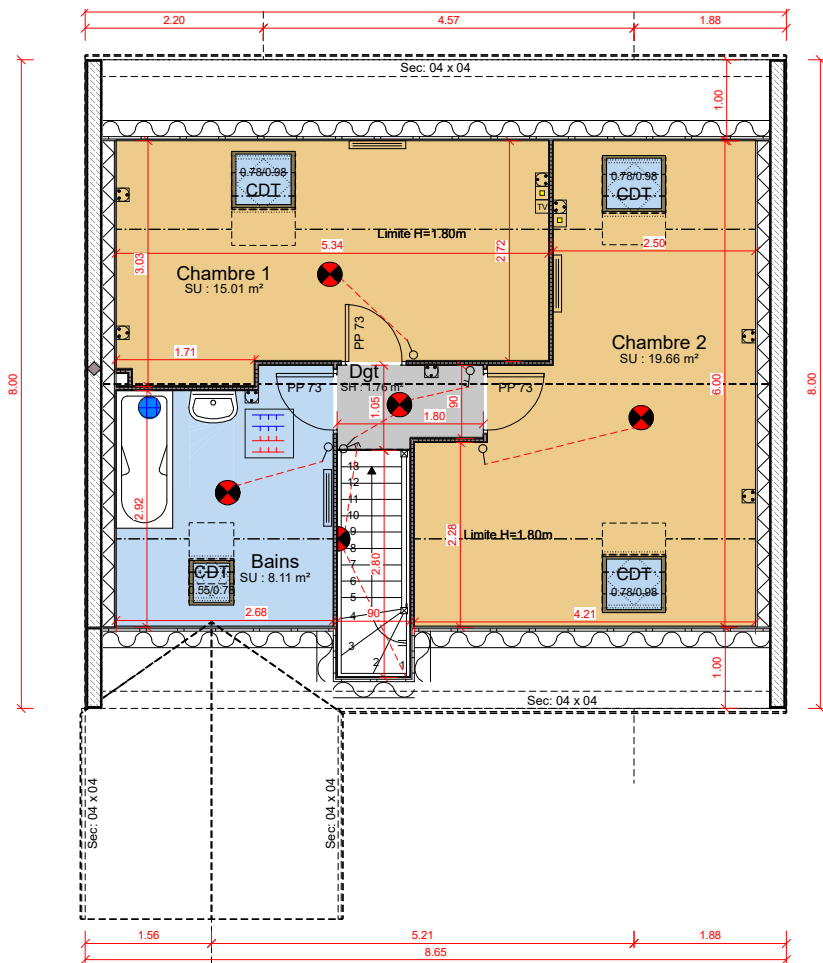 2.20
4.57
1.88
Sec: 04 x 04
1.00
8.00
8.00
0.78/0.98
CDT
0.78/0.98
CDT
TV
Limite H=1.80m
5.34
2.50
3.03
2.72
Chambre 1
SU : 15.01 m²
PP 73
Chambre 2
SU : 19.66 m²
1.71
Dgt
SH : 1.76 m²
PP 73
PP 73
6.00
1.05
90
1.80
13
12
11
10
9
8
7
6
5
4
3
2
1
2.92
2.80
2.28
Limite H=1.80m
Bains
SU : 8.11 m²
CDT
CDT
0.78/0.98
2.68
90
4.21
1.00
Sec: 04 x 04
Sec: 04 x 04
Sec: 04 x 04
1.56
5.21
1.88
8.65